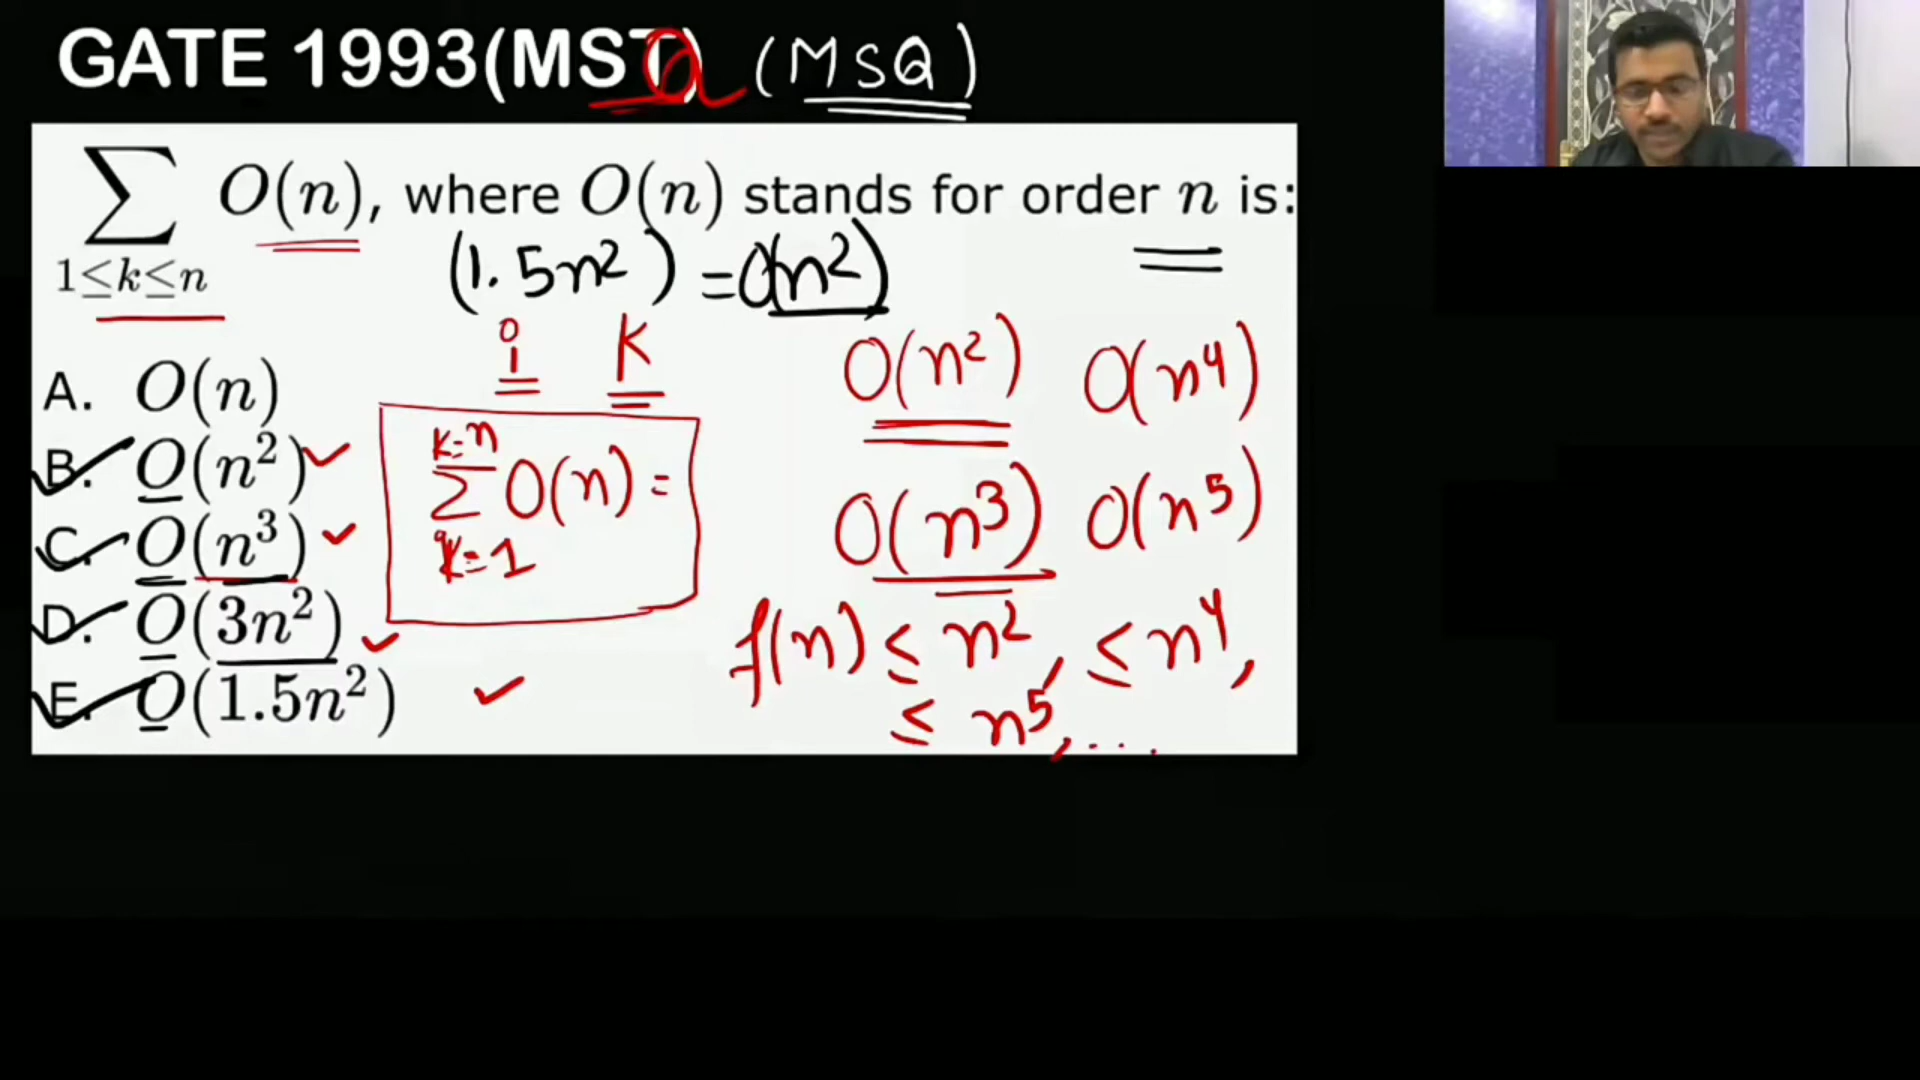 GATE 1993(MSTQ) (MSQ)
∑ O(n), where O(n) stands for order n is:
1≤k≤n
(1.5n²) = O(n²)
i K
O(n²) O(n⁴)
A. O(n)
B. O(n²)
k=n
∑ O(n) =
k=1
O(n³) O(n⁵)
C. O(n³)
D. O(3n²)
f(n) ≤ n², ≤ n⁴,
E. O(1.5n²)
≤ n⁵, ...